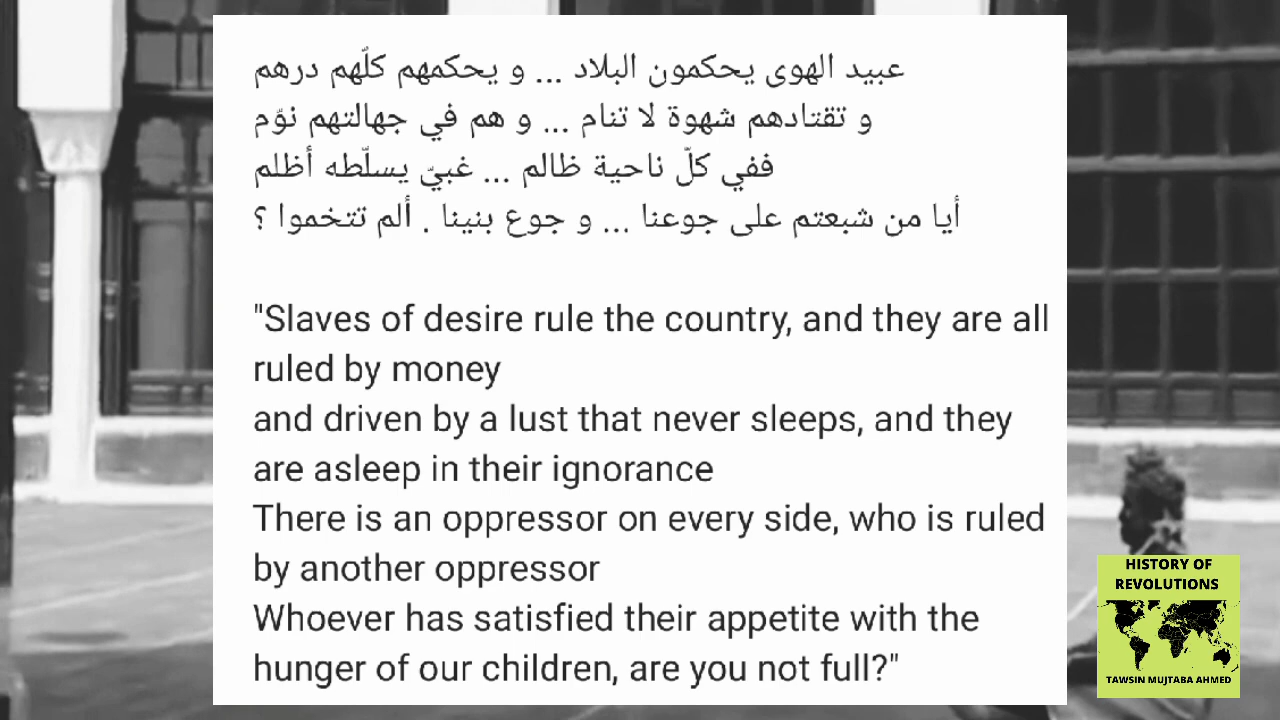 عبيد الهوى يحكمون البلاد ... و يحكمهم كلّهم درهم
و تقتادهم شهوة لا تنام ... و هم في جهالتهم نوّم
ففي كلّ ناحية ظالم ... غبيّ يسلّطه أظلم
أيا من شبعتم على جوعنا ... و جوع بنينا . ألم تتخموا ؟
"Slaves of desire rule the country, and they are all
ruled by money
and driven by a lust that never sleeps, and they
are asleep in their ignorance
There is an oppressor on every side, who is ruled
by another oppressor
Whoever has satisfied their appetite with the
hunger of our children, are you not full?"
HISTORY OF
REVOLUTIONS
TAWSIN MUJTABA AHMED